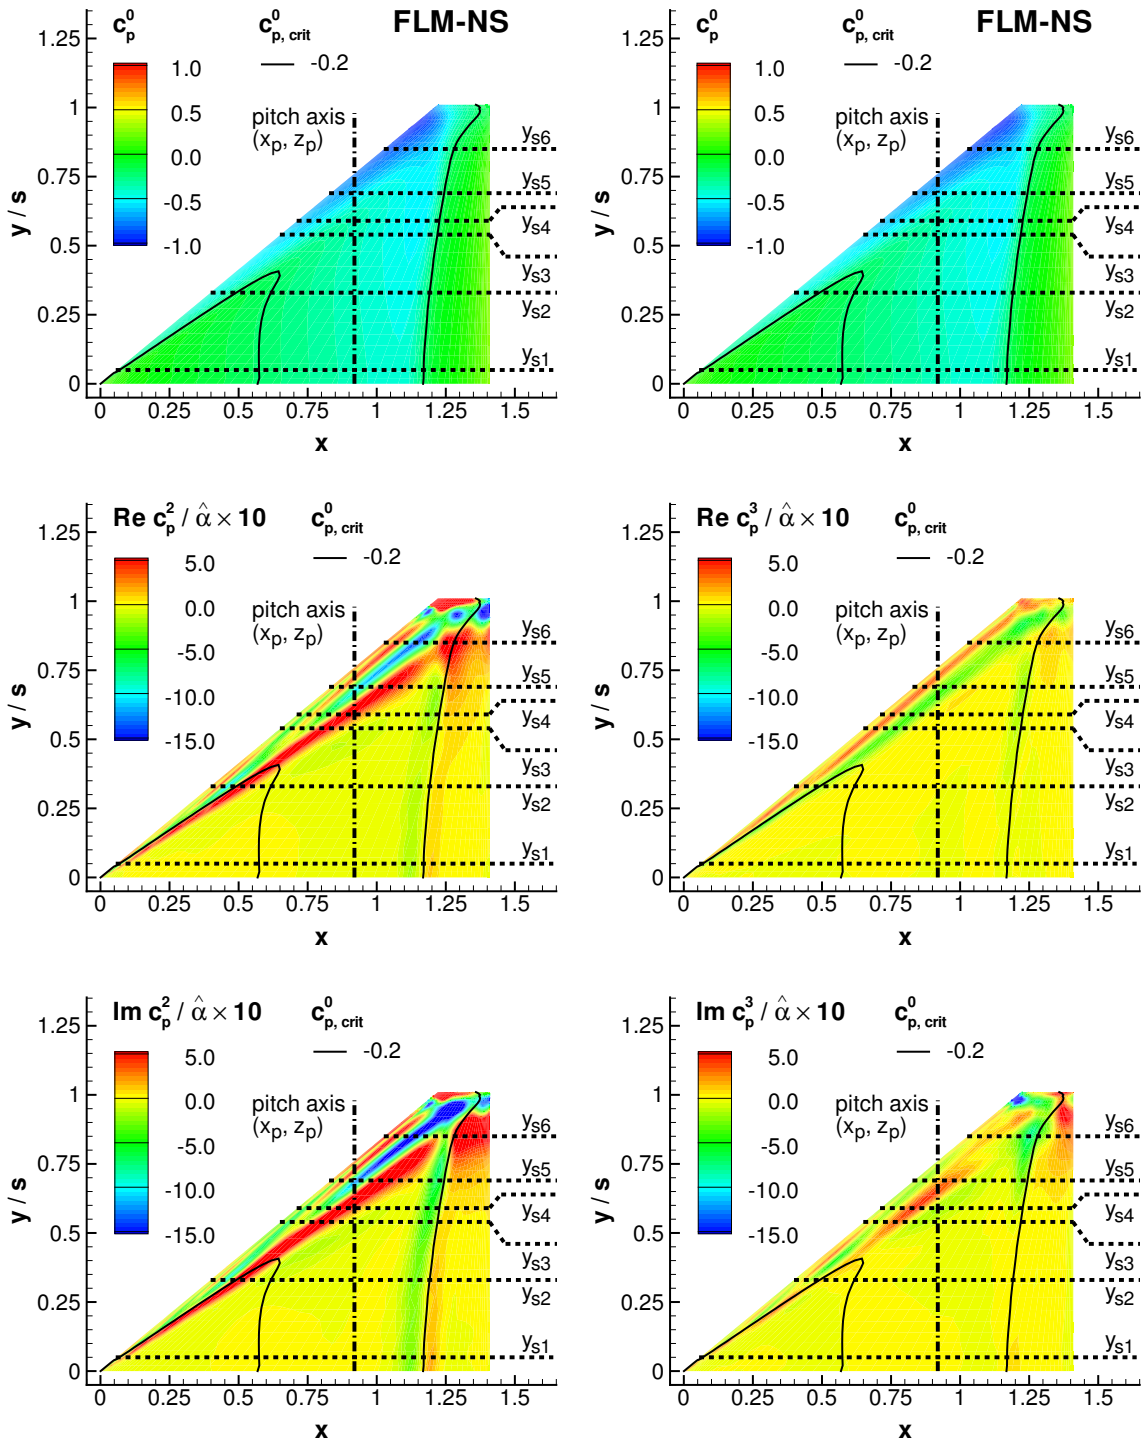 c_p^0 c_p, crit^0 FLM-NS
1.0 0.5 0.0 -0.5 -1.0
-0.2
pitch axis
(x_p, z_p)
y_s6
y_s5
y_s4
y_s3
y_s2
y_s1
1.25
1
0.75
0.5
0.25
0
y / s
0 0.25 0.5 0.75 1 1.25 1.5
x
c_p^0 c_p, crit^0 FLM-NS
1.0 0.5 0.0 -0.5 -1.0
-0.2
pitch axis
(x_p, z_p)
y_s6
y_s5
y_s4
y_s3
y_s2
y_s1
1.25
1
0.75
0.5
0.25
0
y / s
0 0.25 0.5 0.75 1 1.25 1.5
x
Re c_p^2 / α̂ × 10 c_p, crit^0
5.0 0.0 -5.0 -10.0 -15.0
-0.2
pitch axis
(x_p, z_p)
y_s6
y_s5
y_s4
y_s3
y_s2
y_s1
1.25
1
0.75
0.5
0.25
0
y / s
0 0.25 0.5 0.75 1 1.25 1.5
x
Re c_p^3 / α̂ × 10 c_p, crit^0
5.0 0.0 -5.0 -10.0 -15.0
-0.2
pitch axis
(x_p, z_p)
y_s6
y_s5
y_s4
y_s3
y_s2
y_s1
1.25
1
0.75
0.5
0.25
0
y / s
0 0.25 0.5 0.75 1 1.25 1.5
x
Im c_p^2 / α̂ × 10 c_p, crit^0
5.0 0.0 -5.0 -10.0 -15.0
-0.2
pitch axis
(x_p, z_p)
y_s6
y_s5
y_s4
y_s3
y_s2
y_s1
1.25
1
0.75
0.5
0.25
0
y / s
0 0.25 0.5 0.75 1 1.25 1.5
x
Im c_p^3 / α̂ × 10 c_p, crit^0
5.0 0.0 -5.0 -10.0 -15.0
-0.2
pitch axis
(x_p, z_p)
y_s6
y_s5
y_s4
y_s3
y_s2
y_s1
1.25
1
0.75
0.5
0.25
0
y / s
0 0.25 0.5 0.75 1 1.25 1.5
x